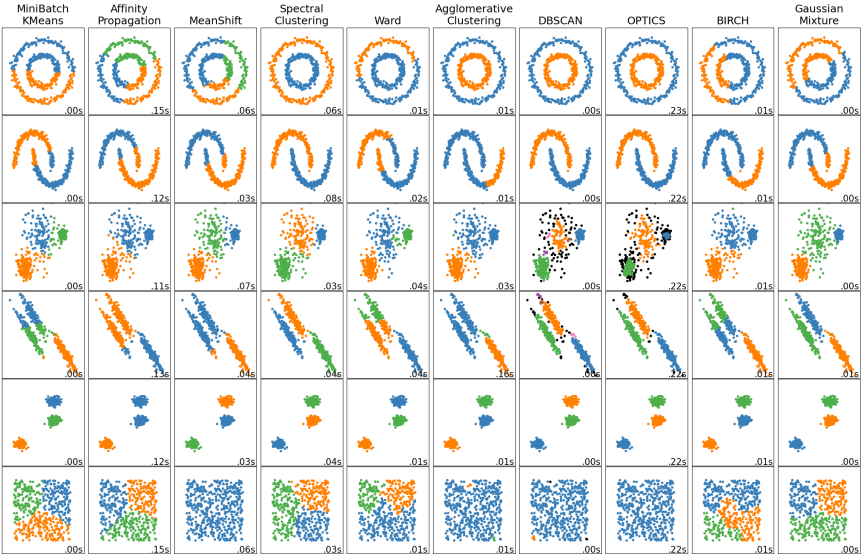 MiniBatch KMeans
Affinity Propagation
MeanShift
Spectral Clustering
Ward
Agglomerative Clustering
DBSCAN
OPTICS
BIRCH
Gaussian Mixture
.00s .15s .06s .06s .01s .01s .00s .23s .01s .00s
.00s .12s .03s .08s .02s .01s .00s .22s .01s .00s
.00s .11s .07s .03s .04s .03s .00s .22s .01s .00s
.00s .13s .04s .04s .04s .16s .00s .22s .01s .01s
.00s .12s .03s .04s .01s .01s .00s .22s .01s .00s
.00s .15s .06s .03s .01s .01s .00s .22s .01s .00s